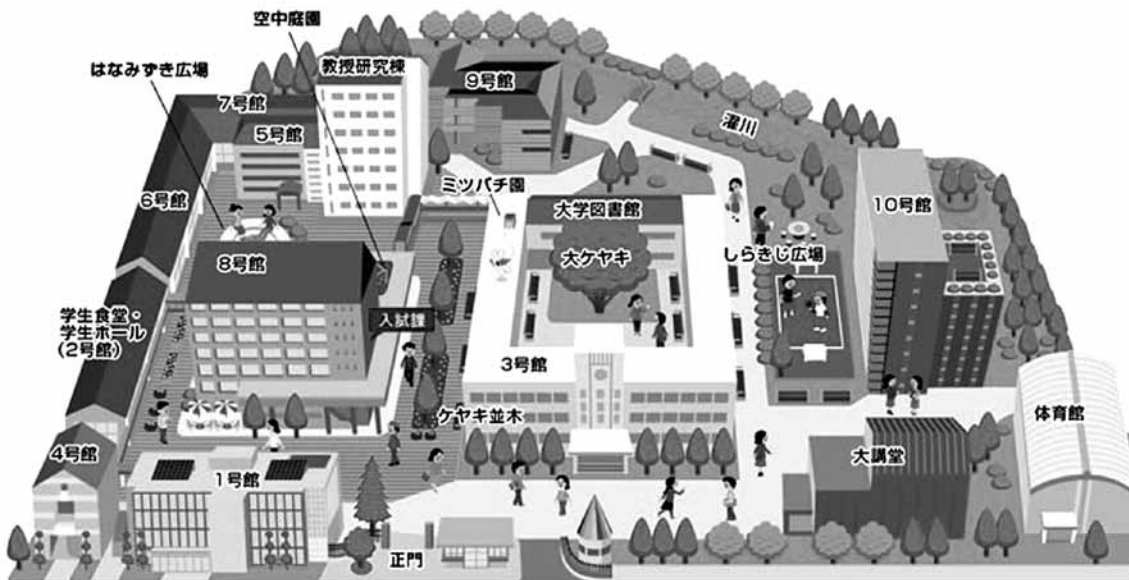 空中庭園
はなみずき広場
教授研究棟
9号館
7号館
5号館
濯川
ミツバチ園
6号館
大学図書館
10号館
大ケヤキ
しらきじ広場
8号館
学生食堂・
学生ホール
(2号館)
入試課
3号館
ケヤキ並木
体育館
4号館
大講堂
1号館
正門